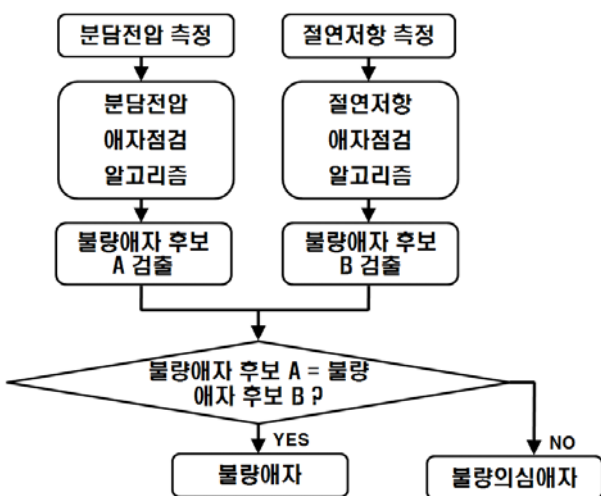 분담전압 측정
절연저항 측정
분담전압
애자점검
알고리즘
절연저항
애자점검
알고리즘
불량애자 후보
A 검출
불량애자 후보
B 검출
불량애자 후보 A = 불량
애자 후보 B ?
YES
NO
불량애자
불량의심애자